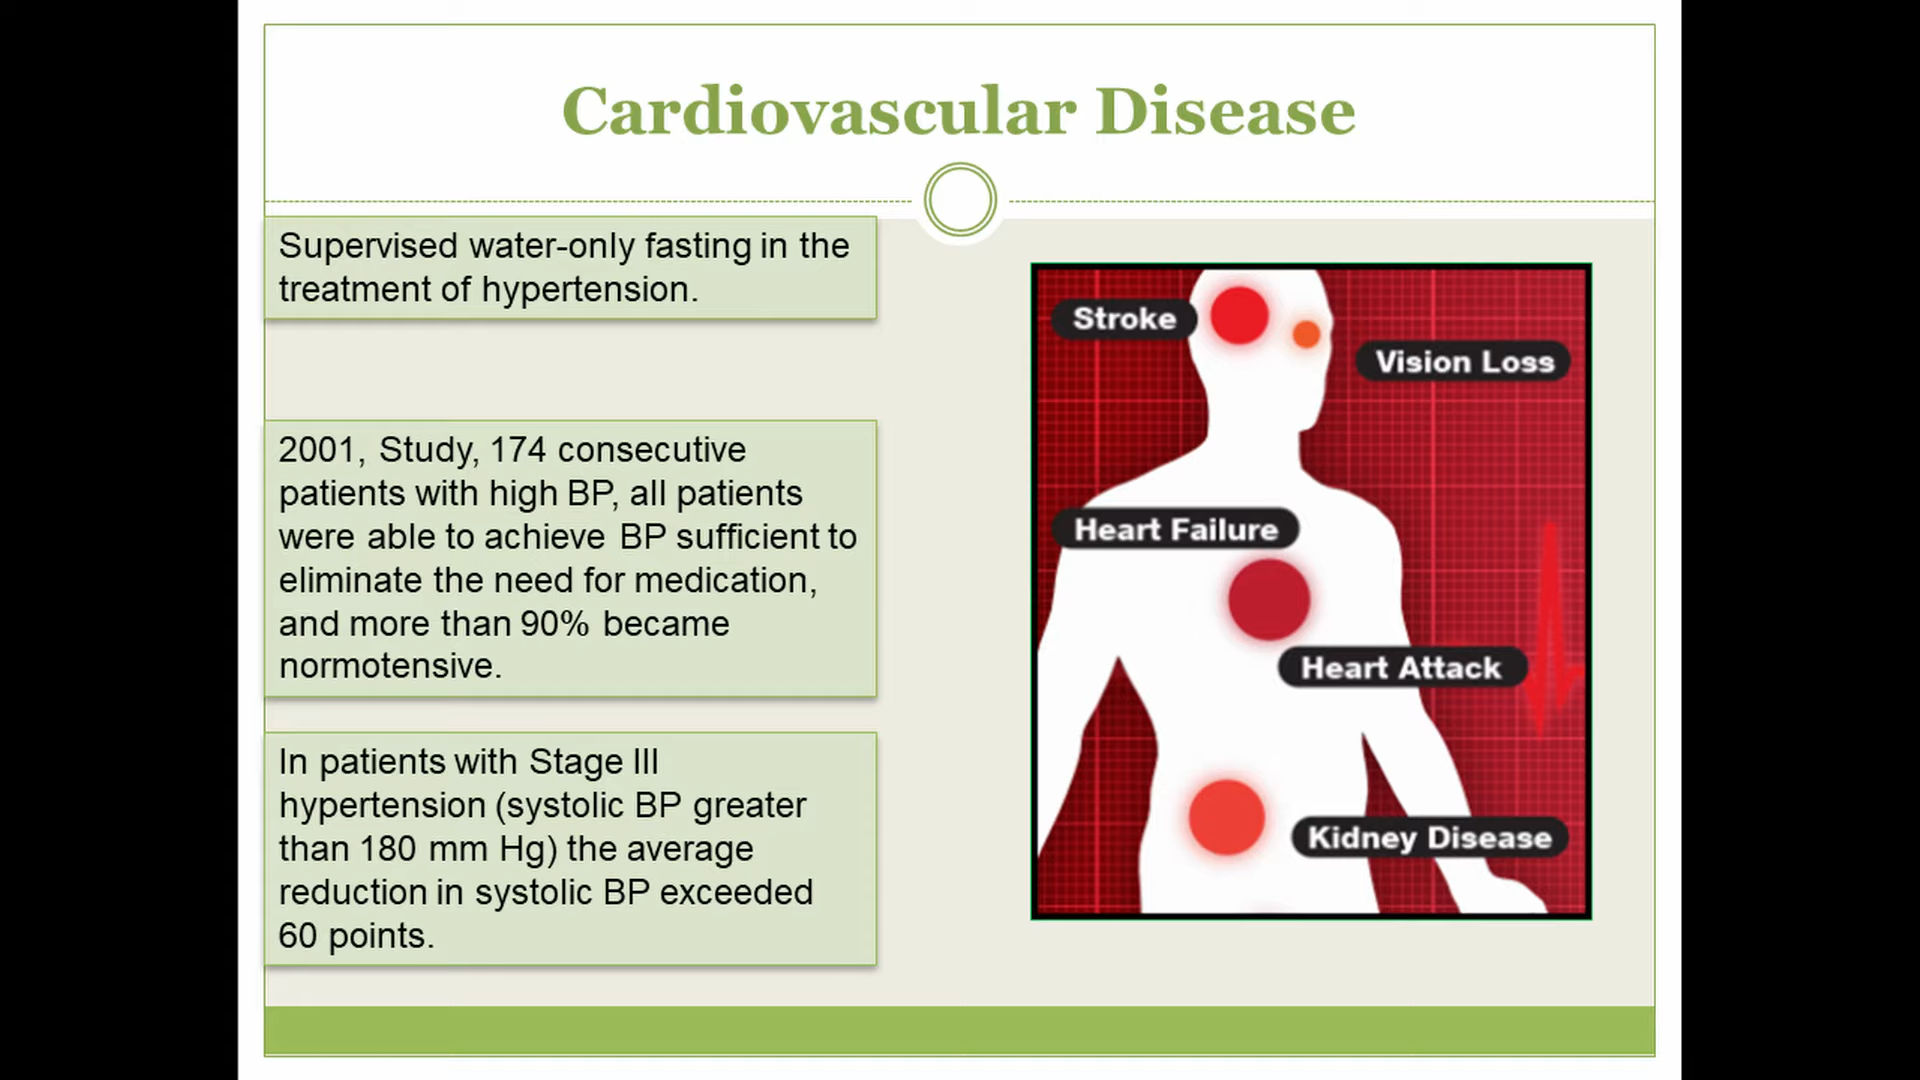 Cardiovascular Disease
Supervised water-only fasting in the
treatment of hypertension.
2001, Study, 174 consecutive
patients with high BP, all patients
were able to achieve BP sufficient to
eliminate the need for medication,
and more than 90% became
normotensive.
In patients with Stage III
hypertension (systolic BP greater
than 180 mm Hg) the average
reduction in systolic BP exceeded
60 points.
Stroke
Vision Loss
Heart Failure
Heart Attack
Kidney Disease